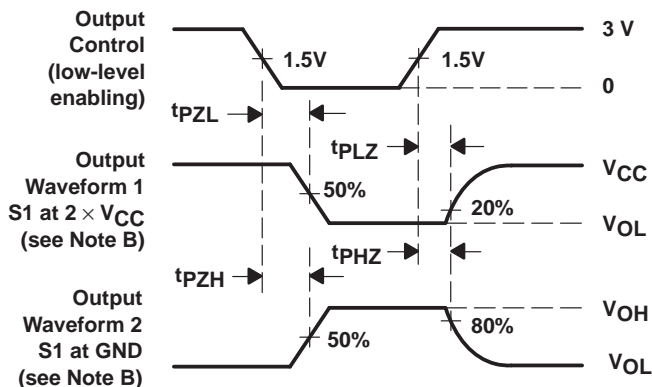 Output
Control
(low-level
enabling)
1.5V
1.5V
3 V
0
tPZL
tPLZ
Output
Waveform 1
S1 at 2 × VCC
(see Note B)
50%
20%
VCC
VOL
tPZH
tPHZ
Output
Waveform 2
S1 at GND
(see Note B)
50%
80%
VOH
VOL